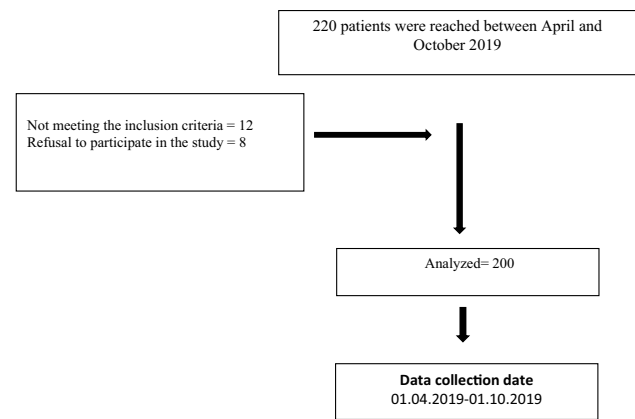 220 patients were reached between April and
October 2019
Not meeting the inclusion criteria = 12
Refusal to participate in the study = 8
Analyzed= 200
Data collection date
01.04.2019-01.10.2019